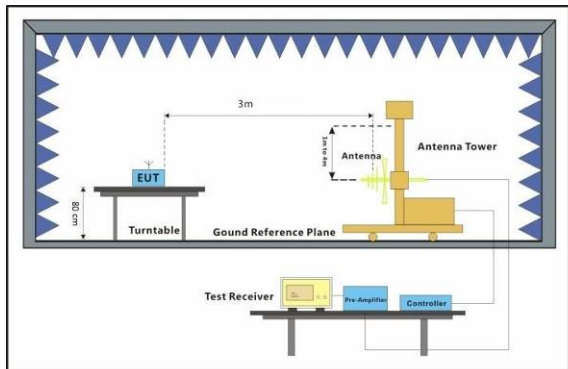 3m
1m to 4m
Antenna
Antenna Tower
EUT
80 cm
Turntable
Gound Reference Plane
Test Receiver
Pre-Amplifier
Controller